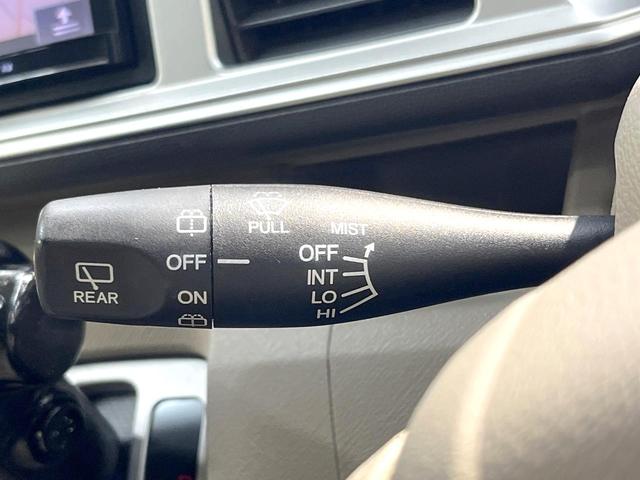 PULL
MIST
OFF
INT
LO
HI
OFF
ON
REAR